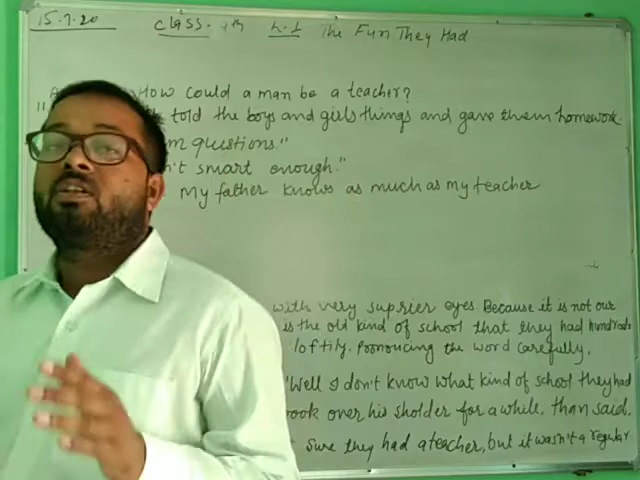 15.7.20 Class - 9th L-1 The Fun They Had
How could a man be a teacher?
" told the boys and girls things and gave them homework
questions."
n't smart enough."
My father knows as much as my teacher
with very suprier eyes. Because it is not our
is the old kind of school that they had hundreds
loftily. Pronoucing the word carefully,
"Well I don't know what kind of school they had
ook over his sholder for a while, than said,
Sure they had a teacher, but it wasn't a regular